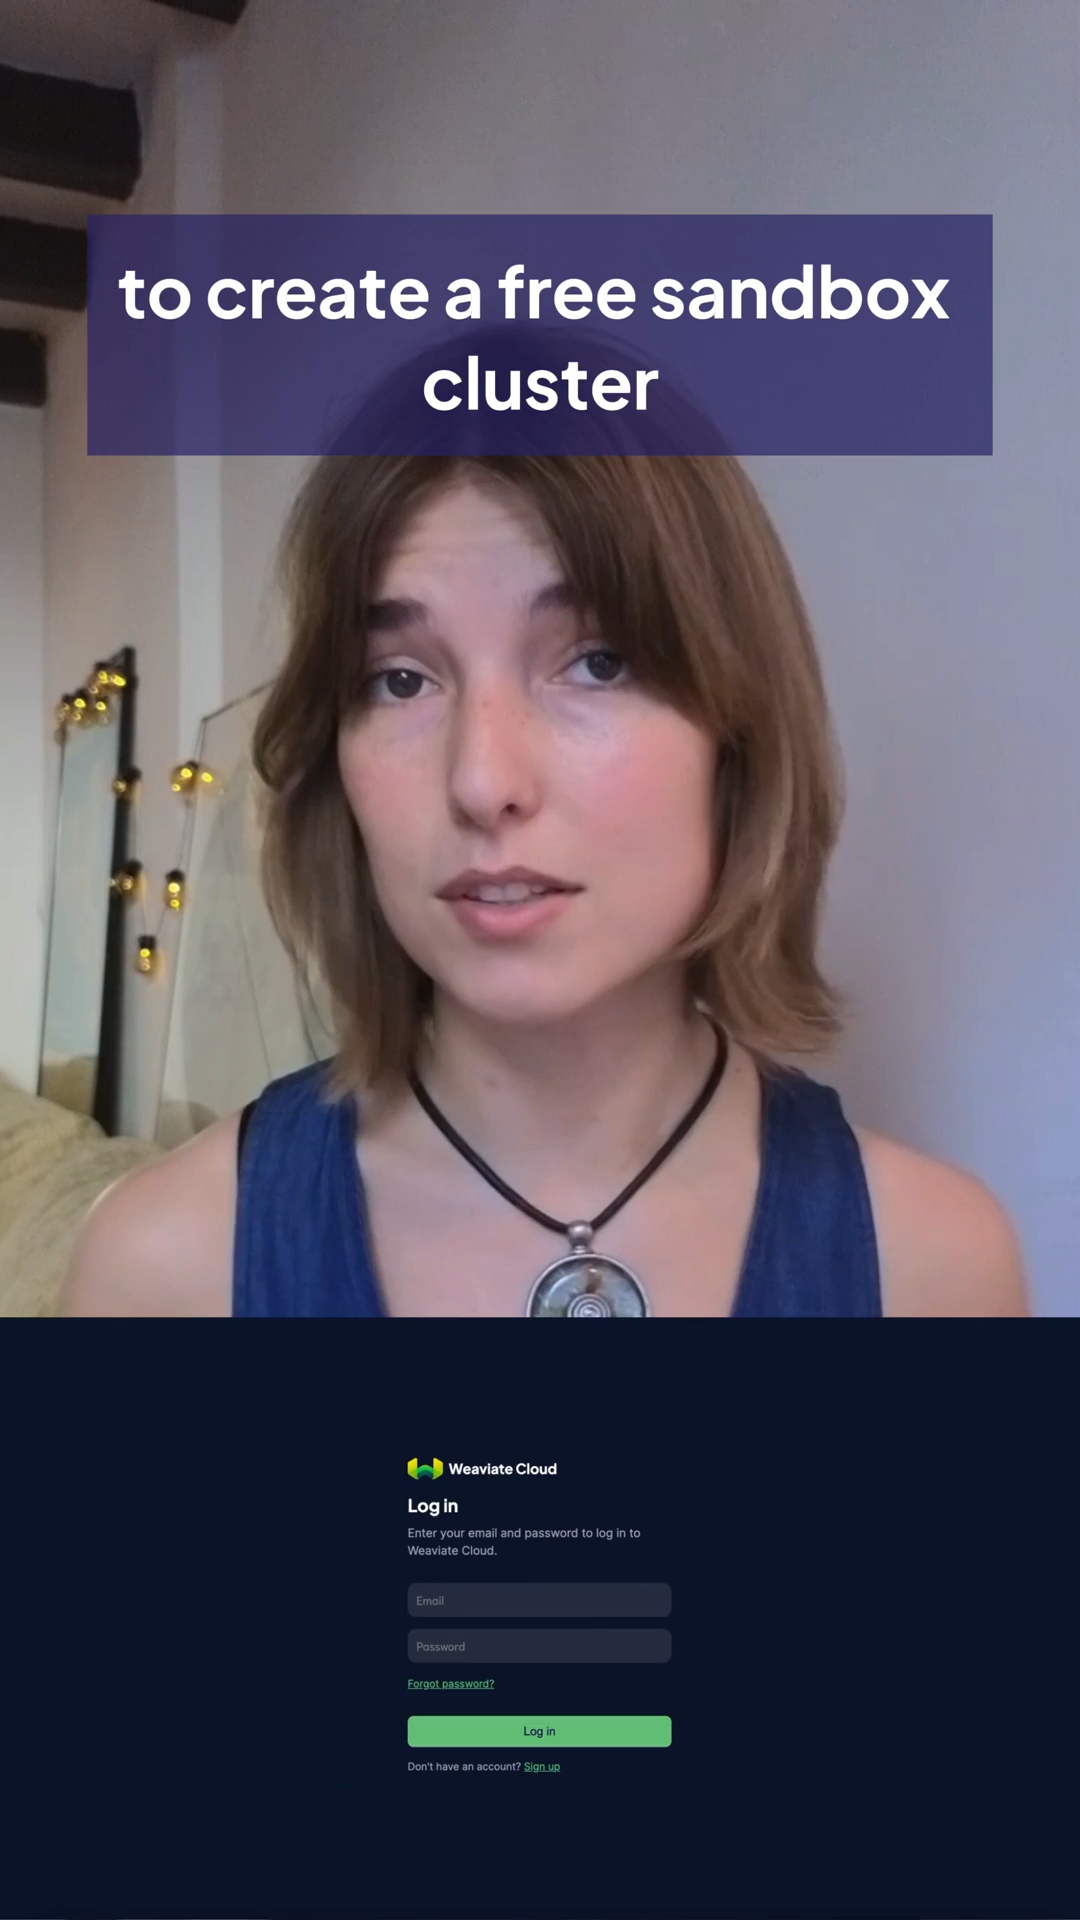 to create a free sandbox
cluster
Weaviate Cloud
Log in
Enter your email and password to log in to
Weaviate Cloud.
Email
Password
Forgot password?
Log in
Don't have an account? Sign up